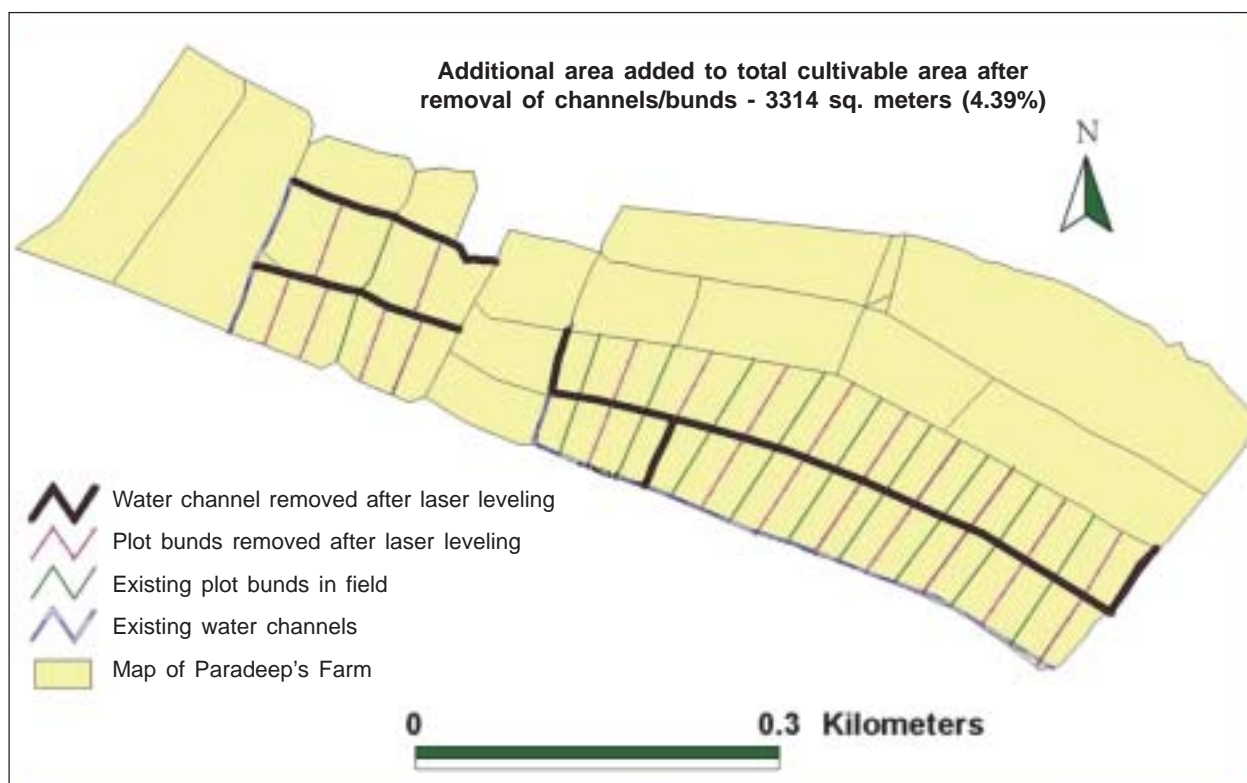 Additional area added to total cultivable area after
removal of channels/bunds - 3314 sq. meters (4.39%)
N
Water channel removed after laser leveling
Plot bunds removed after laser leveling
Existing plot bunds in field
Existing water channels
Map of Paradeep's Farm
0 0.3 Kilometers